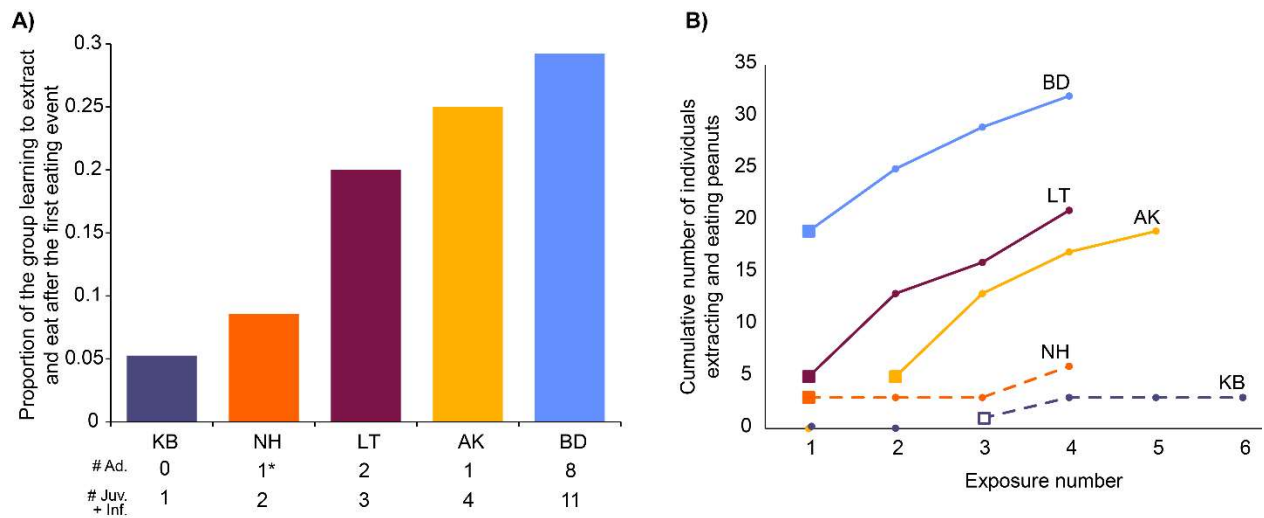 A)
Proportion of the group learning to extract
and eat after the first eating event
0.3
0.25
0.2
0.15
0.1
0.05
0
KB NH LT AK BD
# Ad. 0 1* 2 1 8
# Juv. + Inf. 1 2 3 4 11
B)
Cumulative number of individuals
extracting and eating peanuts
35
30
25
20
15
10
5
0
BD
LT
AK
NH
KB
1 2 3 4 5 6
Exposure number